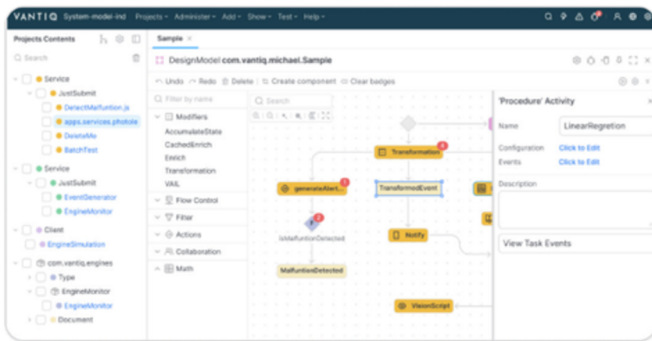 VANTIQ System-model-ind Projects Administer Add Show Test Help
Projects Contents
Search
Service
JustSubmit
DetectMalfuntion.js
apps.services.photole
DeleteMe
BatchTest
Service
JustSubmit
EventGenerator
EngineMonitor
Client
EngineSimulation
com.vantiq.engines
Type
EngineMonitor
EngineMonitor
Document
Sample
DesignModel com.vantiq.michael.Sample
Undo Redo Delete Create component Clear badges
Filter by name
Modifiers
AccumulateState
CachedEnrich
Enrich
Transformation
VAIL
Flow Control
Filter
Actions
Collaboration
Math
Search
Transformation
4
generateAlert...
1
TransformedEvent
2
IsMalfuntionDetected
Notify
MalfuntionDetected
VisionScript
'Procedure' Activity
Name LinearRegretion
Configuration Click to Edit
Events Click to Edit
Description
View Task Events